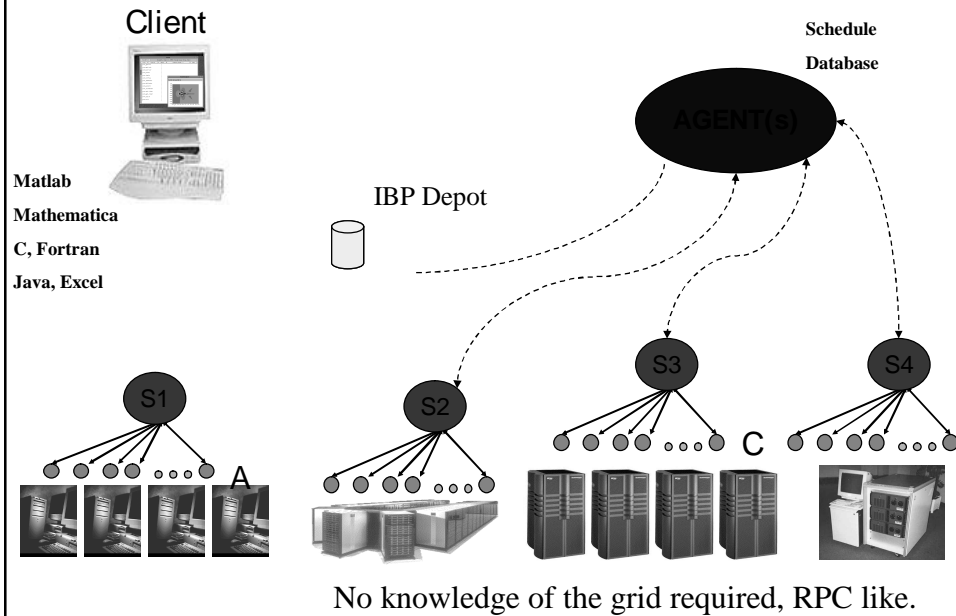 Client
Schedule
Database
AGENT(s)
Matlab
Mathematica
C, Fortran
Java, Excel
IBP Depot
S1
S2
S3
S4
A
C
No knowledge of the grid required, RPC like.